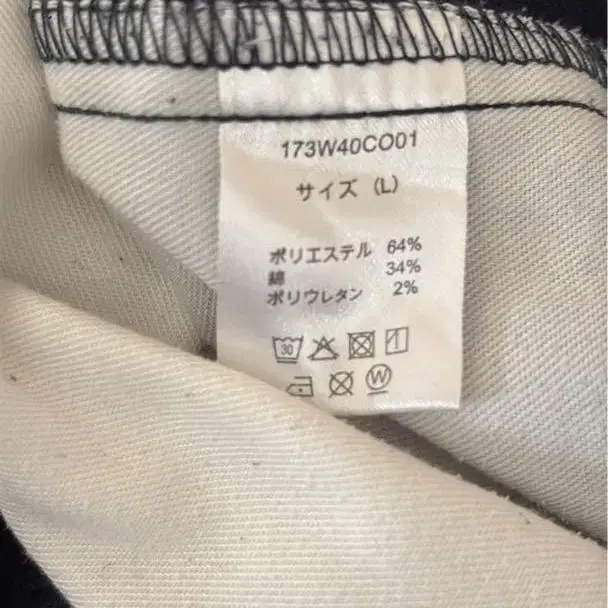 173W40CO01
サイズ (L)
ポリエステル 64%
綿 34%
ポリウレタン 2%
30
W